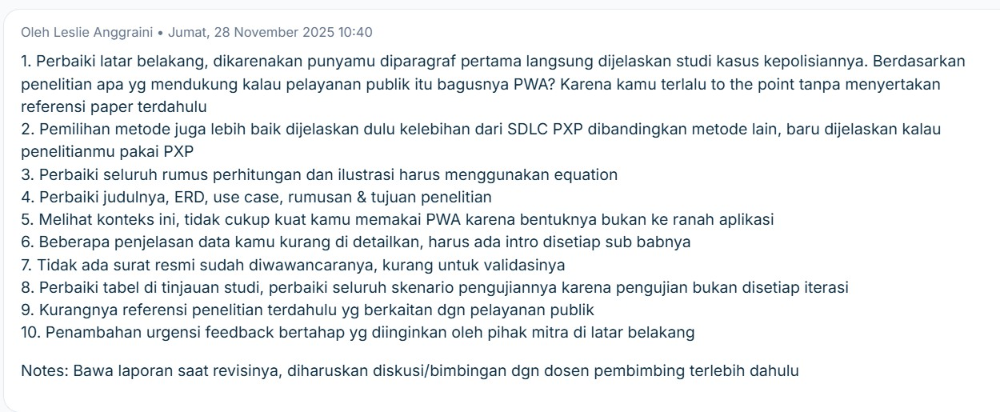 Oleh Leslie Anggraini • Jumat, 28 November 2025 10:40
1. Perbaiki latar belakang, dikarenakan punyamu diparagraf pertama langsung dijelaskan studi kasus kepolisiannya. Berdasarkan
penelitian apa yg mendukung kalau pelayanan publik itu bagusnya PWA? Karena kamu terlalu to the point tanpa menyertakan
referensi paper terdahulu
2. Pemilihan metode juga lebih baik dijelaskan dulu kelebihan dari SDLC PXP dibandingkan metode lain, baru dijelaskan kalau
penelitianmu pakai PXP
3. Perbaiki seluruh rumus perhitungan dan ilustrasi harus menggunakan equation
4. Perbaiki judulnya, ERD, use case, rumusan & tujuan penelitian
5. Melihat konteks ini, tidak cukup kuat kamu memakai PWA karena bentuknya bukan ke ranah aplikasi
6. Beberapa penjelasan data kamu kurang di detailkan, harus ada intro disetiap sub babnya
7. Tidak ada surat resmi sudah diwawancaranya, kurang untuk validasinya
8. Perbaiki tabel di tinjauan studi, perbaiki seluruh skenario pengujiannya karena pengujian bukan disetiap iterasi
9. Kurangnya referensi penelitian terdahulu yg berkaitan dgn pelayanan publik
10. Penambahan urgensi feedback bertahap yg diinginkan oleh pihak mitra di latar belakang
Notes: Bawa laporan saat revisinya, diharuskan diskusi/bimbingan dgn dosen pembimbing terlebih dahulu